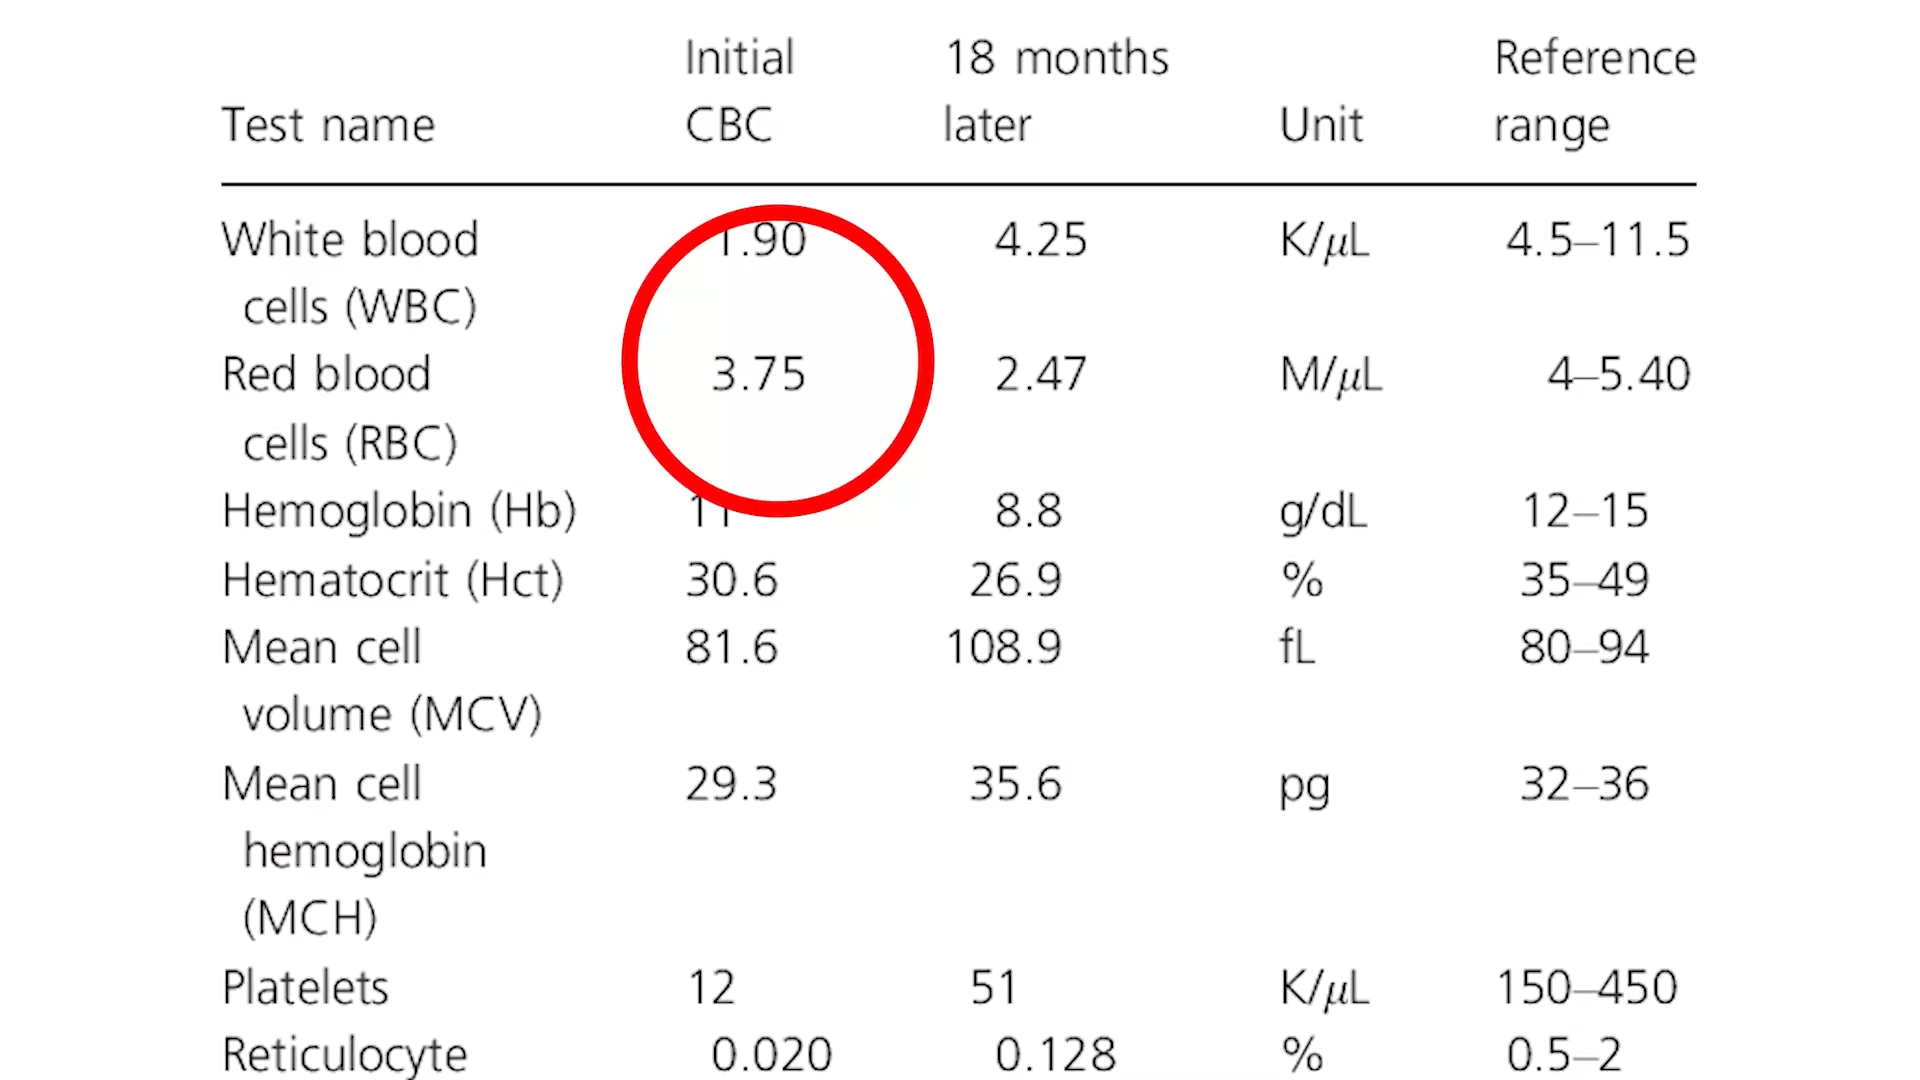 Initial 18 months Reference
Test name CBC later Unit range
White blood 1.90 4.25 K/μL 4.5–11.5
cells (WBC)
Red blood 3.75 2.47 M/μL 4–5.40
cells (RBC)
Hemoglobin (Hb) 11 8.8 g/dL 12–15
Hematocrit (Hct) 30.6 26.9 % 35–49
Mean cell 81.6 108.9 fL 80–94
volume (MCV)
Mean cell 29.3 35.6 pg 32–36
hemoglobin
(MCH)
Platelets 12 51 K/μL 150–450
Reticulocyte 0.020 0.128 % 0.5–2